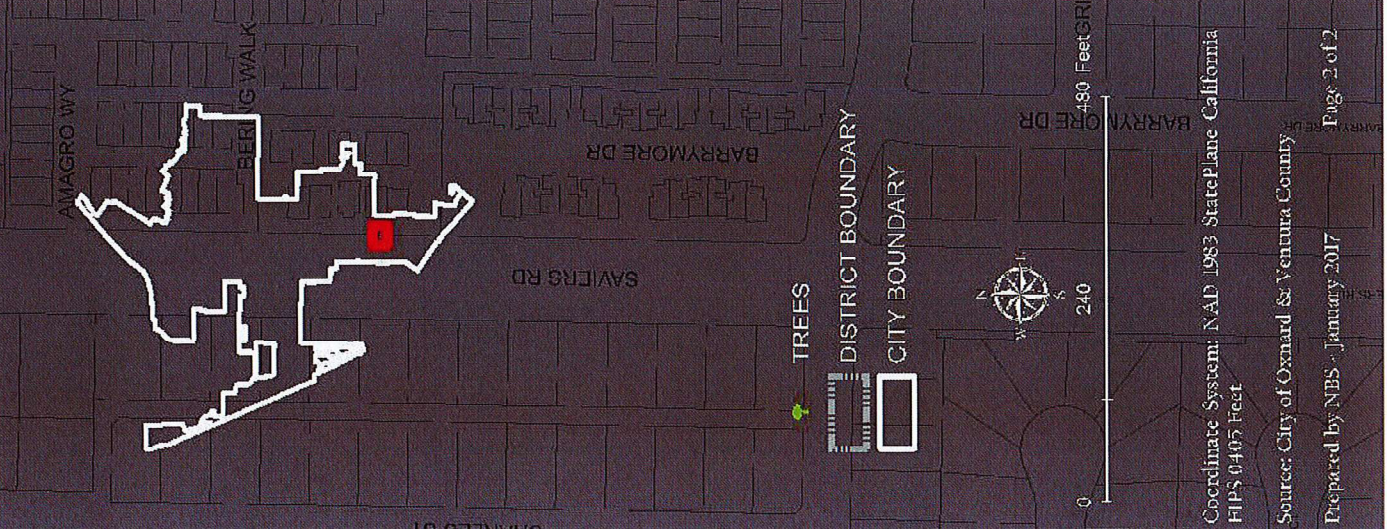 AMAGRO WY
BERING WALK
BARRYMORE DR
SAVIERS RD
TREES
DISTRICT BOUNDARY
CITY BOUNDARY
N
S
W
0
240
480 Feet
BARRYMORE DR
BARRYMORE DR
Coordinate System: NAD 1983 StatePlane California
FIPS 0405 Feet
Source: City of Oxnard & Ventura County
Prepared by NBS - January 2017
Page 2 of 2